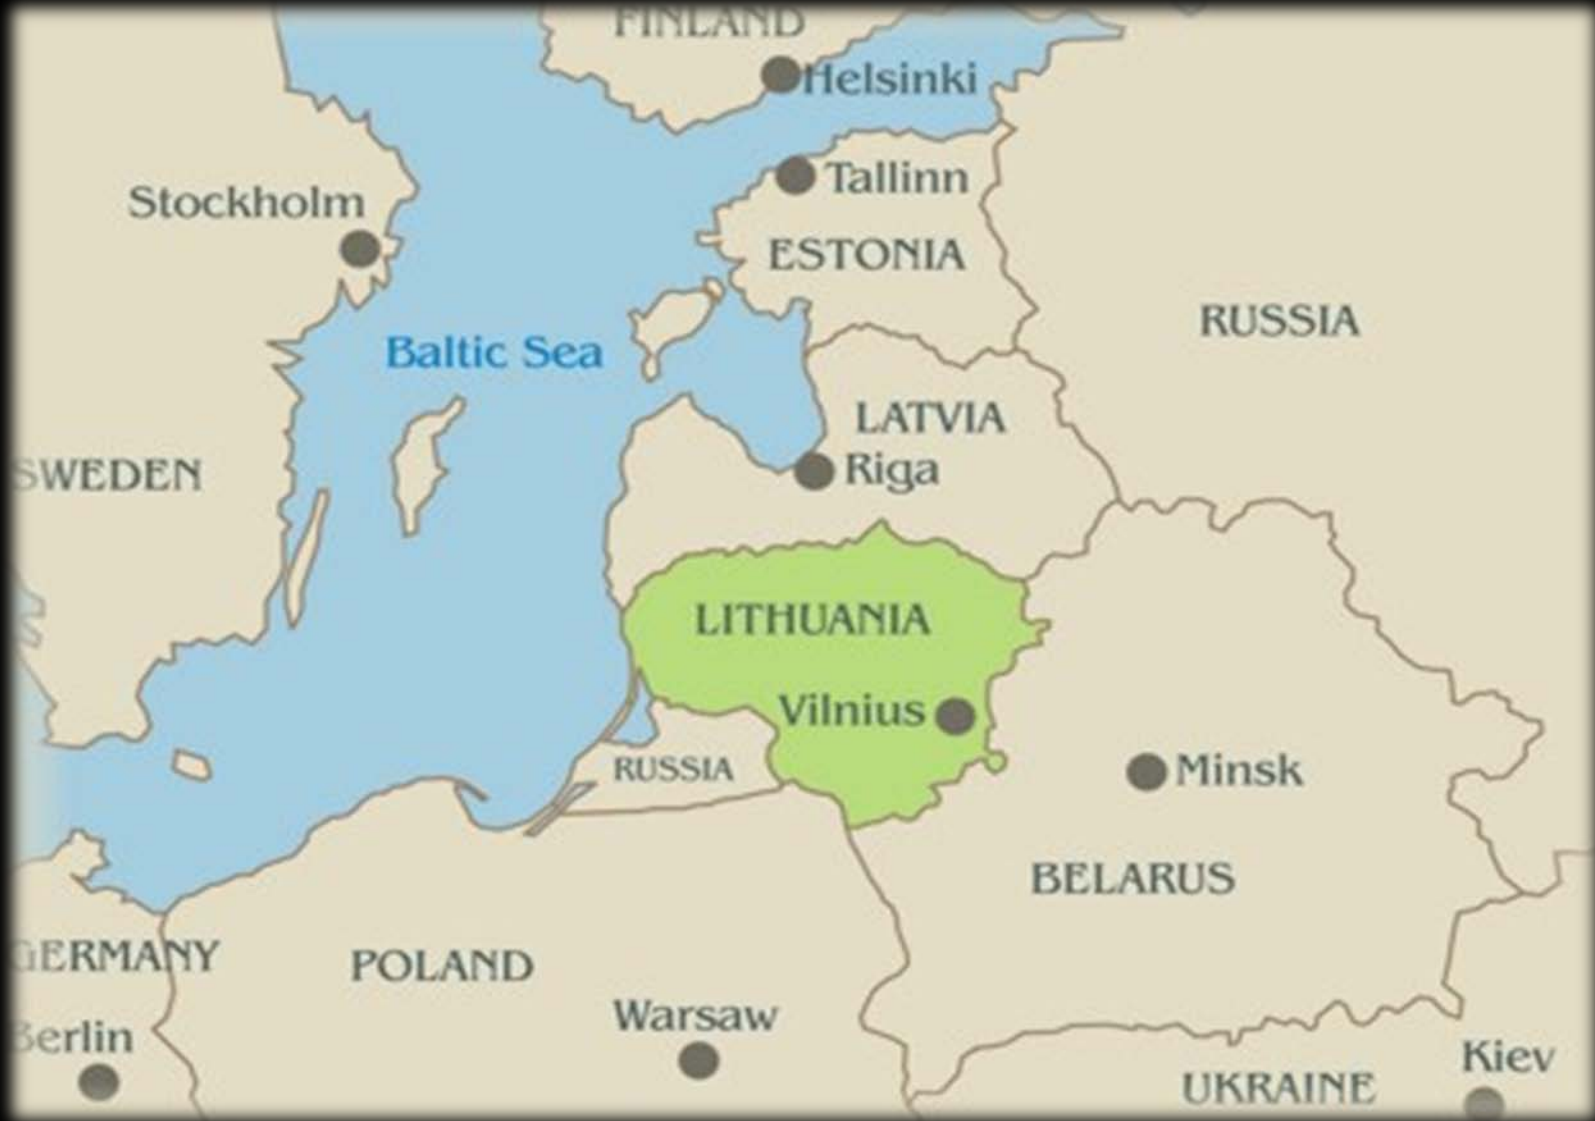 FINLAND
Helsinki
Stockholm
Tallinn
ESTONIA
RUSSIA
Baltic Sea
LATVIA
Riga
SWEDEN
LITHUANIA
Vilnius
RUSSIA
Minsk
BELARUS
GERMANY
POLAND
Berlin
Warsaw
Kiev
UKRAINE